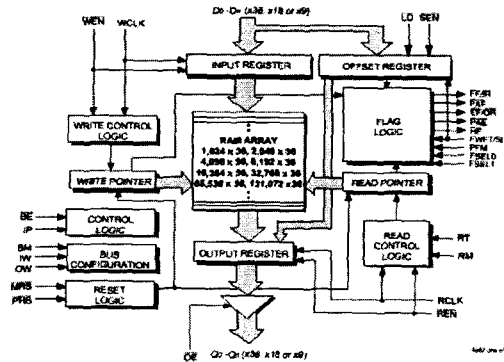 D0 -Dn (x36, x18 or x9)
WEN
WCLK
LD SEN
INPUT REGISTER
OFFSET REGISTER
WRITE CONTROL
LOGIC
WRITE POINTER
RAM ARRAY
1,024 x 36, 2,048 x 36
4,096 x 36, 8,192 x 36
16,384 x 36, 32,768 x 36
65,536 x 36, 131,072 x36
FLAG
LOGIC
FF/IR
PAF
EF/OR
PAE
HF
FWFT/SI
PFM
FSEL0
FSEL1
READ POINTER
BE
IP
CONTROL
LOGIC
BM
IW
OW
BUS
CONFIGURATION
MRS
PRS
RESET
LOGIC
OUTPUT REGISTER
READ
CONTROL
LOGIC
RT
RM
RCLK
REN
OE
Q0 -Qn (x36, x18 or x9)